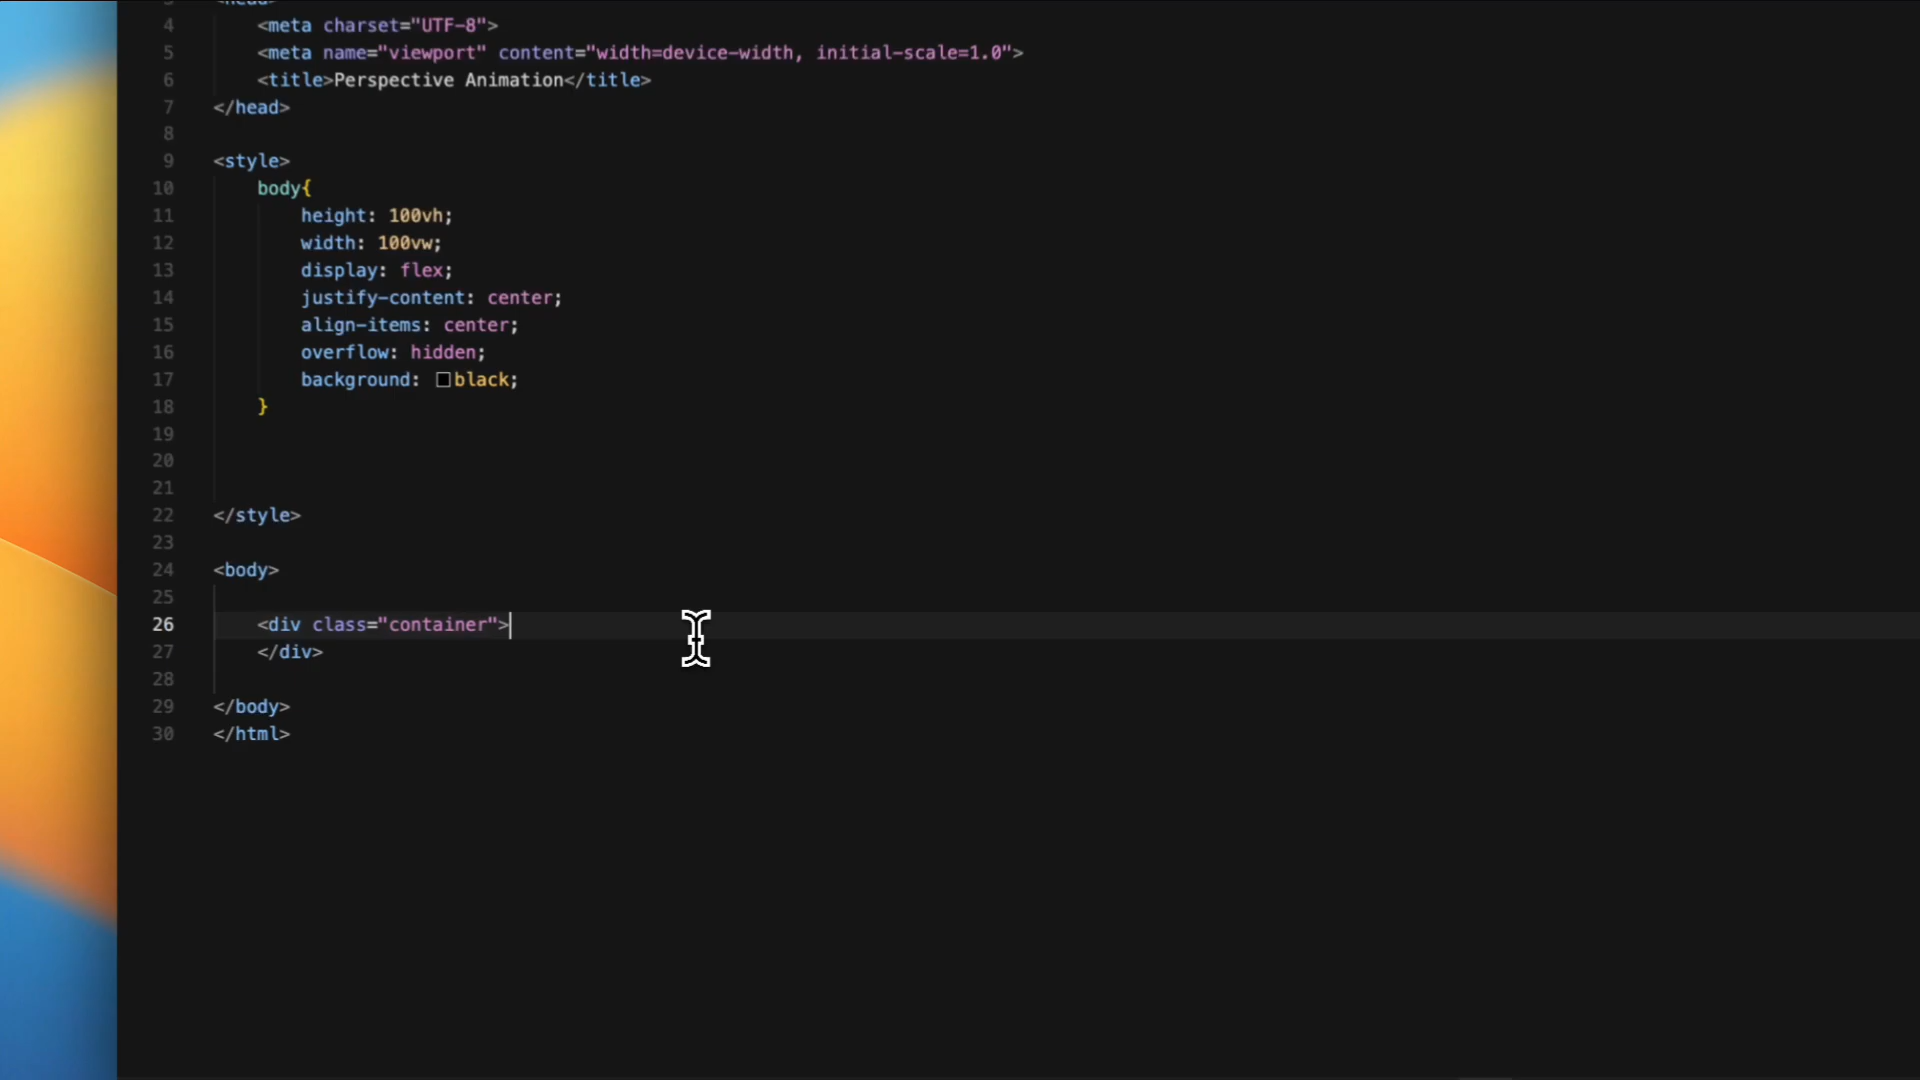 3 <head>
4 <meta charset="UTF-8">
5 <meta name="viewport" content="width=device-width, initial-scale=1.0">
6 <title>Perspective Animation</title>
7 </head>
8
9 <style>
10 body{
11 height: 100vh;
12 width: 100vw;
13 display: flex;
14 justify-content: center;
15 align-items: center;
16 overflow: hidden;
17 background: black;
18 }
19
20
21
22 </style>
23
24 <body>
25
26 <div class="container">
27 </div>
28
29 </body>
30 </html>